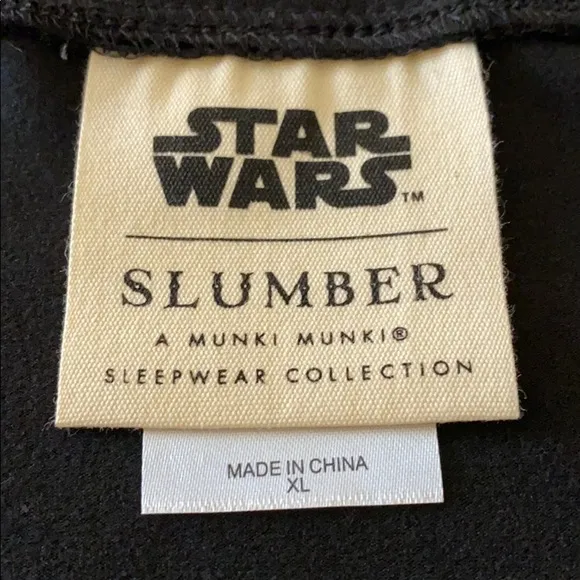 STAR
WARS™
SLUMBER
A MUNKI MUNKI®
SLEEPWEAR COLLECTION
MADE IN CHINA
XL